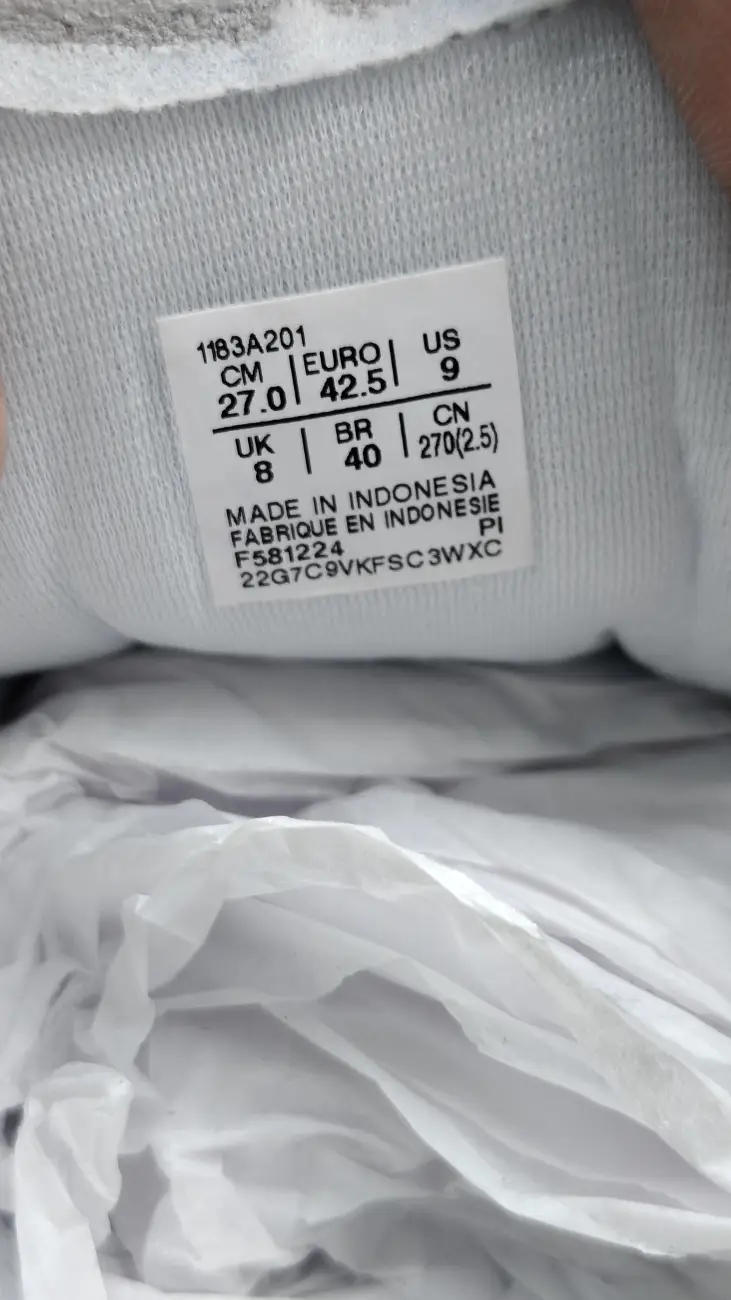 1183A201
CM | EURO | US
27.0 | 42.5 | 9
UK | BR | CN
8 | 40 | 270(2.5)
MADE IN INDONESIA
FABRIQUE EN INDONESIE
F581224 PI
22G7C9VKFSC3WXC